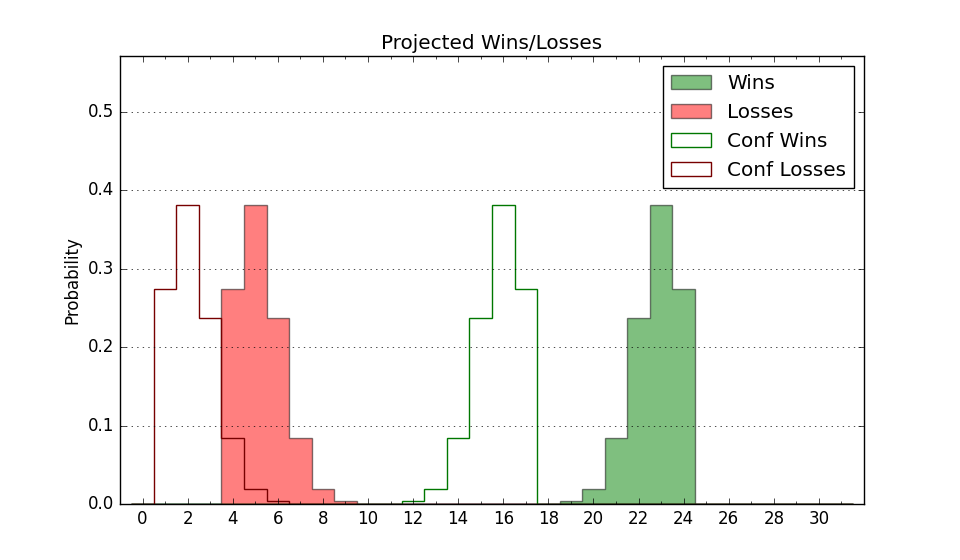 Projected Wins/Losses
Wins
Losses
Conf Wins
Conf Losses
Probability
0.5
0.4
0.3
0.2
0.1
0.0
0 2 4 6 8 10 12 14 16 18 20 22 24 26 28 30